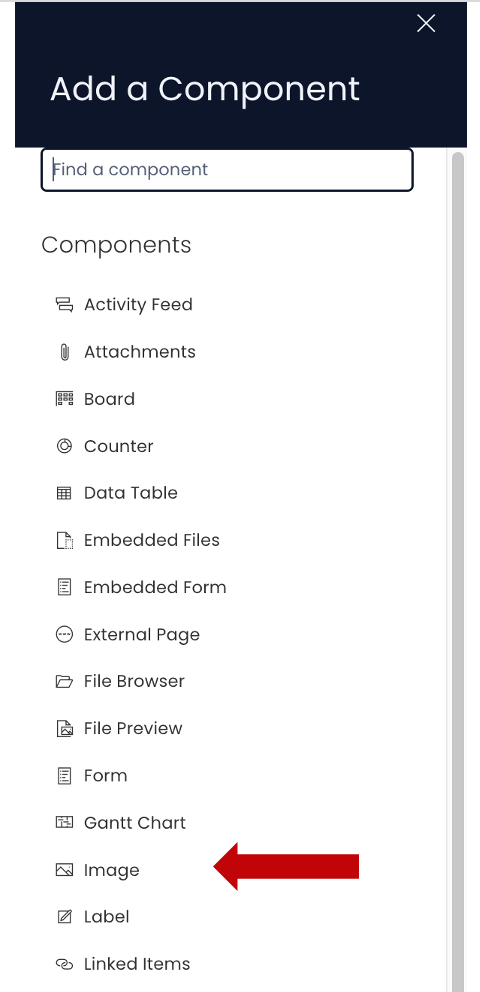 Add a Component
Find a component
Components
Activity Feed
Attachments
Board
Counter
Data Table
Embedded Files
Embedded Form
External Page
File Browser
File Preview
Form
Gantt Chart
Image
Label
Linked Items